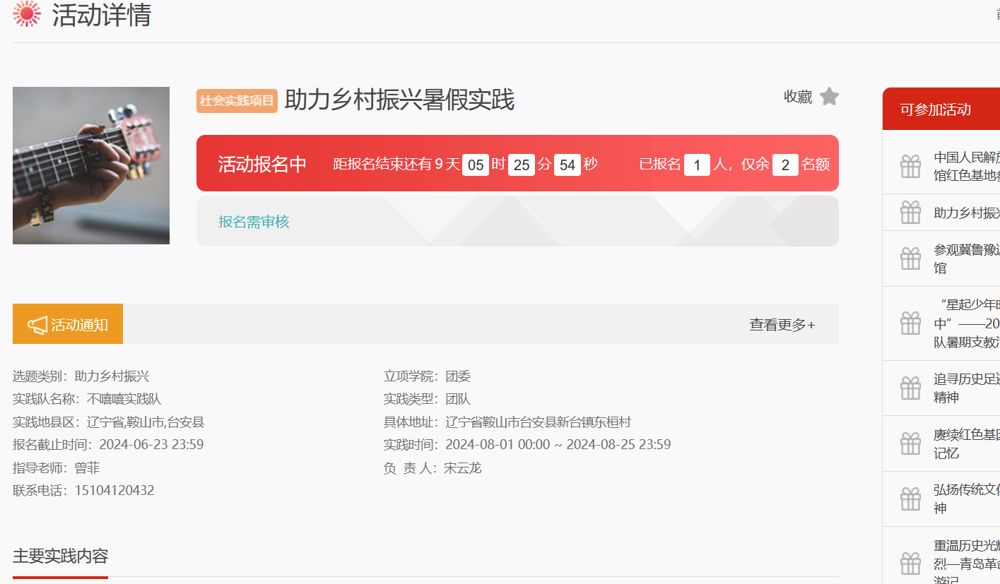 活动详情
社会实践项目 助力乡村振兴暑假实践
收藏
活动报名中 距报名结束还有9天 05 时 25 分 54 秒 已报名 1 人，仅余 2 名额
报名需审核
活动通知
查看更多+
选题类别：助力乡村振兴
立项学院：团委
实践队名称：不嘻嘻实践队
实践类型：团队
实践地县区：辽宁省,鞍山市,台安县
具体地址：辽宁省鞍山市台安县新台镇东桓村
报名截止时间：2024-06-23 23:59
实践时间：2024-08-01 00:00 ~ 2024-08-25 23:59
指导老师：曾菲
负 责 人：宋云龙
联系电话：15104120432
主要实践内容
可参加活动
中国人民解放
馆红色基地参
助力乡村振兴
参观冀鲁豫边
馆
“星起少年时
中”——20
队暑期支教活
追寻历史足迹
精神
赓续红色基因
记忆
弘扬传统文化
神
重温历史光辉
烈—青岛革命
游记